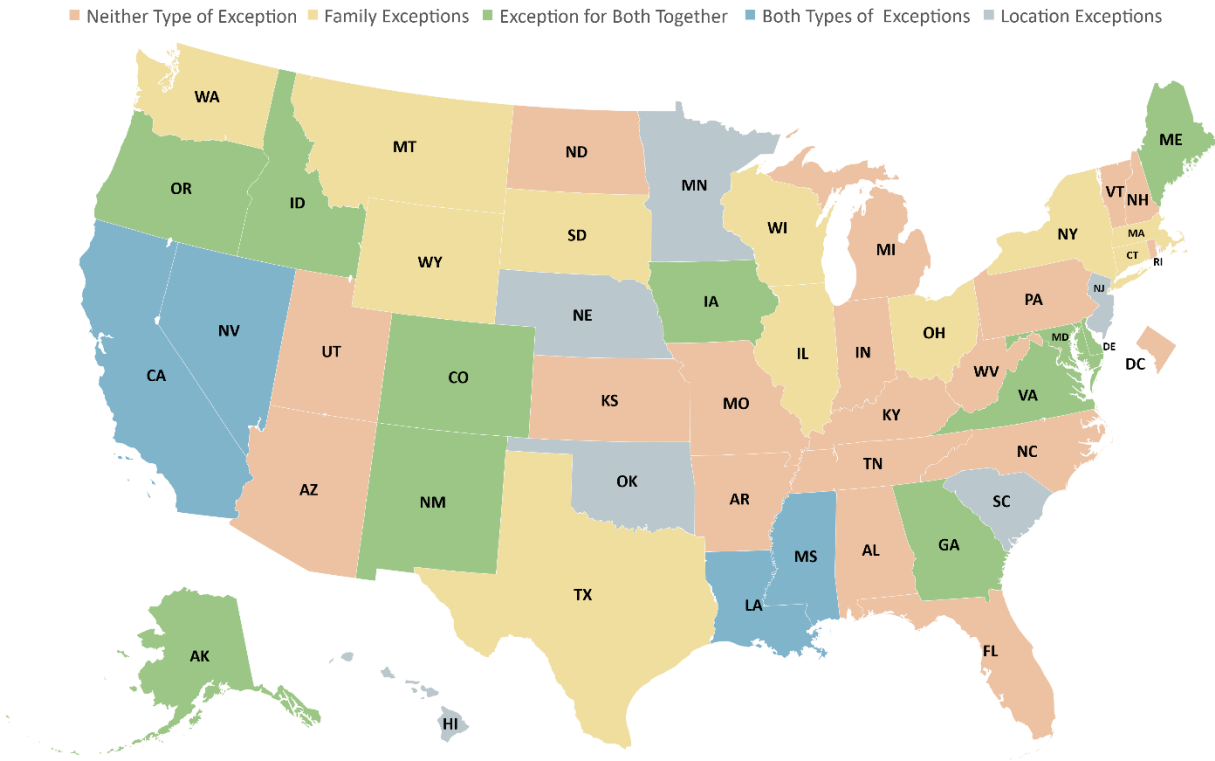 Neither Type of Exception Family Exceptions Exception for Both Together Both Types of Exceptions Location Exceptions
WA
MT
ND
MN
ME
OR
ID
SD
WI
MI
VT
NH
NY
MA
CT
RI
WY
IA
NE
PA
NJ
NV
UT
CO
IL
IN
OH
MD
DE
DC
CA
KS
MO
WV
VA
KY
AZ
NM
OK
AR
TN
NC
SC
TX
LA
MS
AL
GA
AK
HI
FL